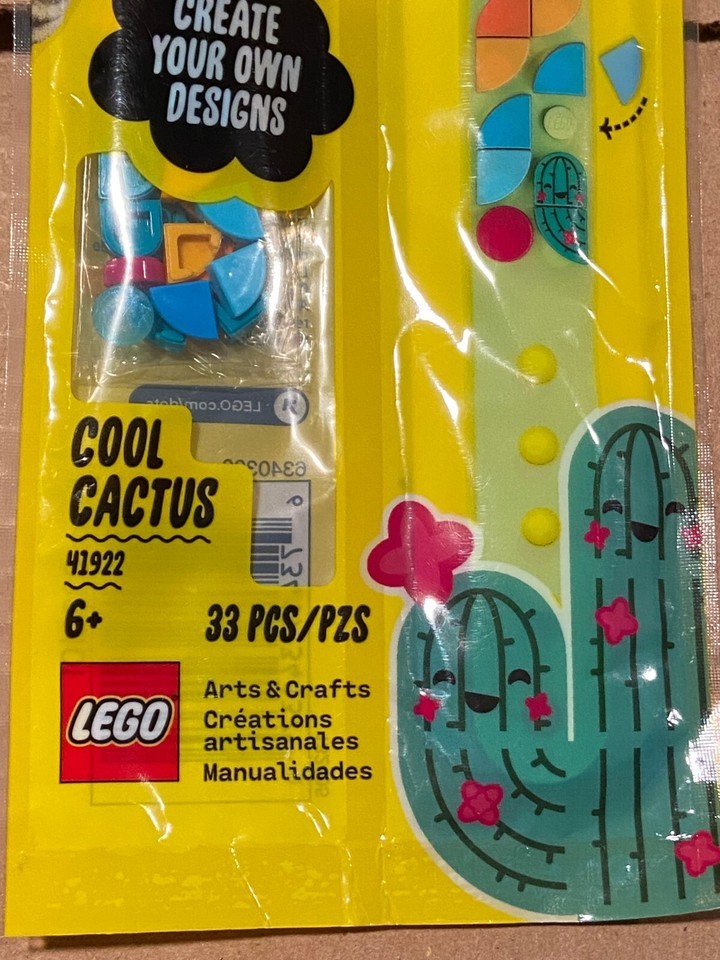 CREATE
YOUR OWN
DESIGNS
LEGO.com/dots
COOL
CACTUS
41922
6+
33 PCS/PZS
LEGO
Arts & Crafts
Créations
artisanales
Manualidades